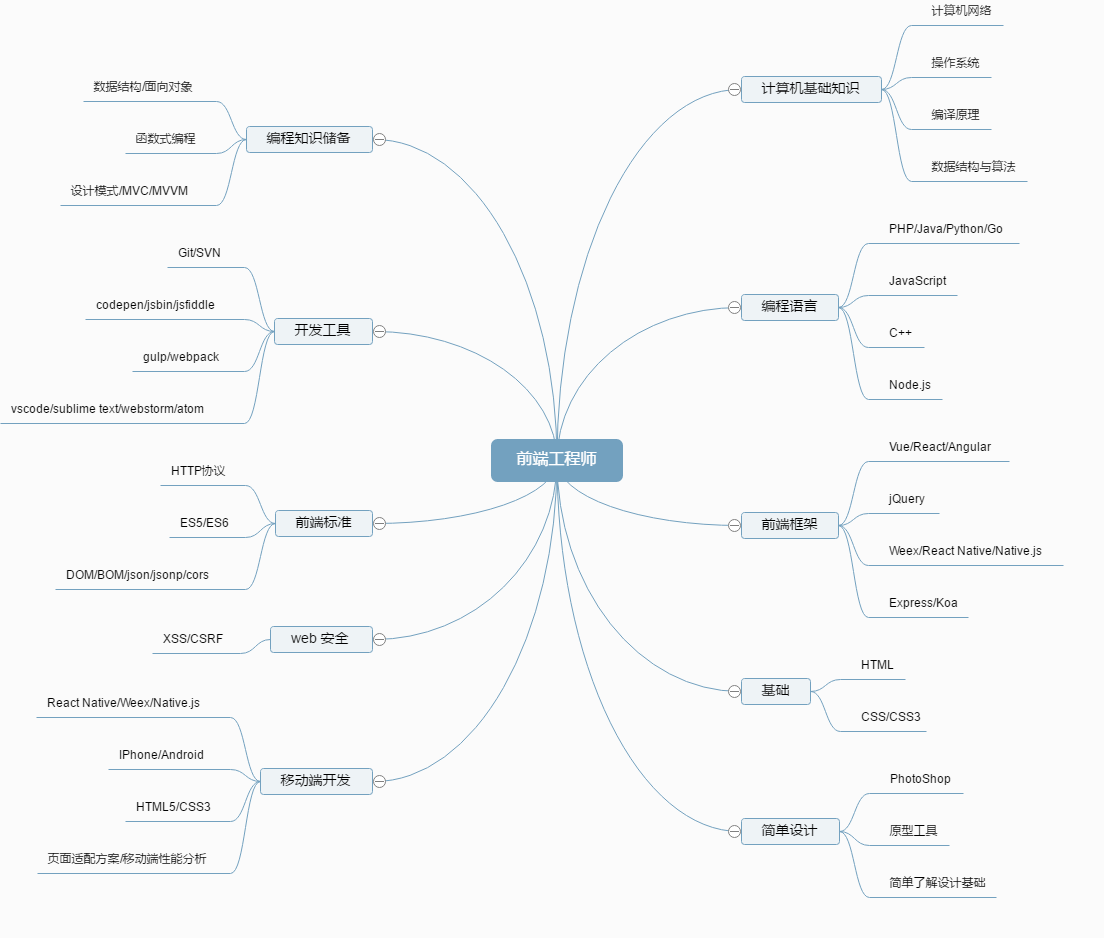 前端工程师
计算机基础知识
计算机网络
操作系统
编译原理
数据结构与算法
编程语言
PHP/Java/Python/Go
JavaScript
C++
Node.js
前端框架
Vue/React/Angular
jQuery
Weex/React Native/Native.js
Express/Koa
基础
HTML
CSS/CSS3
简单设计
PhotoShop
原型工具
简单了解设计基础
编程知识储备
数据结构/面向对象
函数式编程
设计模式/MVC/MVVM
开发工具
Git/SVN
codepen/jsbin/jsfiddle
gulp/webpack
vscode/sublime text/webstorm/atom
前端标准
HTTP协议
ES5/ES6
DOM/BOM/json/jsonp/cors
web 安全
XSS/CSRF
移动端开发
React Native/Weex/Native.js
IPhone/Android
HTML5/CSS3
页面适配方案/移动端性能分析